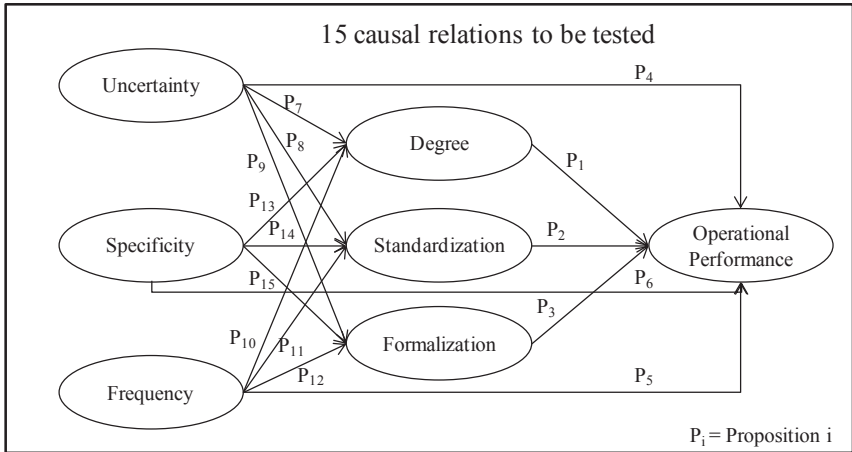 15 causal relations to be tested
Uncertainty
P₄
P₇
P₈
Degree
P₉
P₁
P₁₃
Specificity
P₁₄
Standardization
P₂
Operational
Performance
P₁₅
P₆
P₃
P₁₀
P₁₁
Formalization
P₁₂
Frequency
P₅
Pᵢ = Proposition i